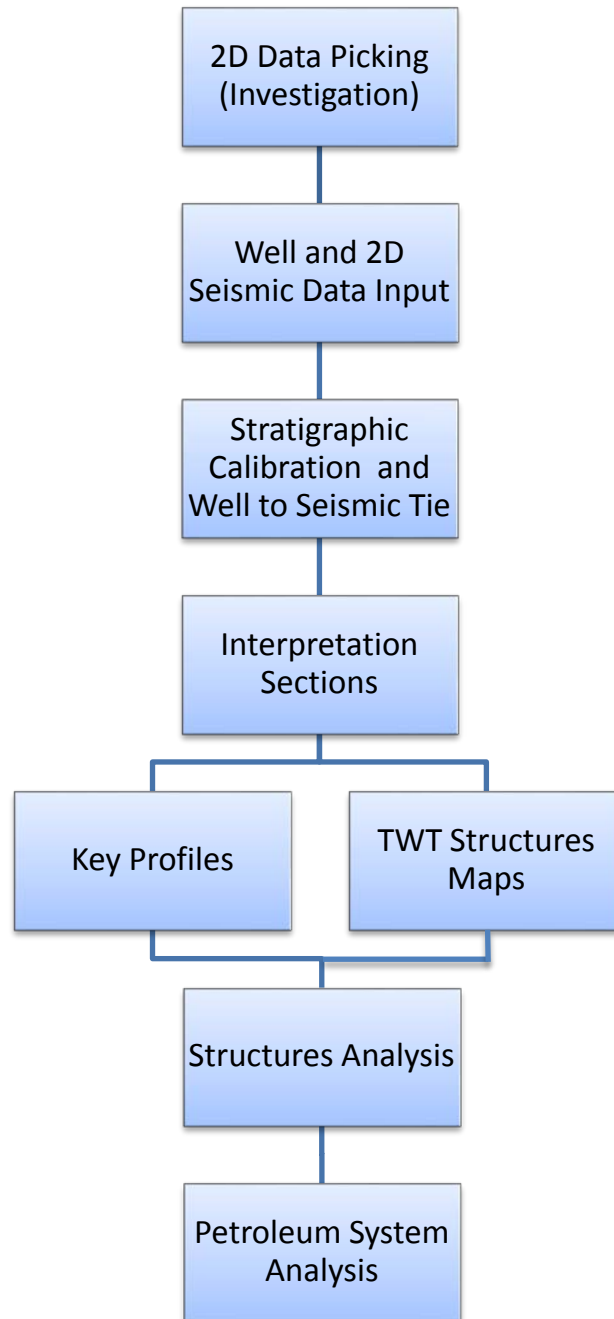 2D Data Picking
(Investigation)
Well and 2D
Seismic Data Input
Stratigraphic
Calibration and
Well to Seismic Tie
Interpretation
Sections
Key Profiles
TWT Structures
Maps
Structures Analysis
Petroleum System
Analysis